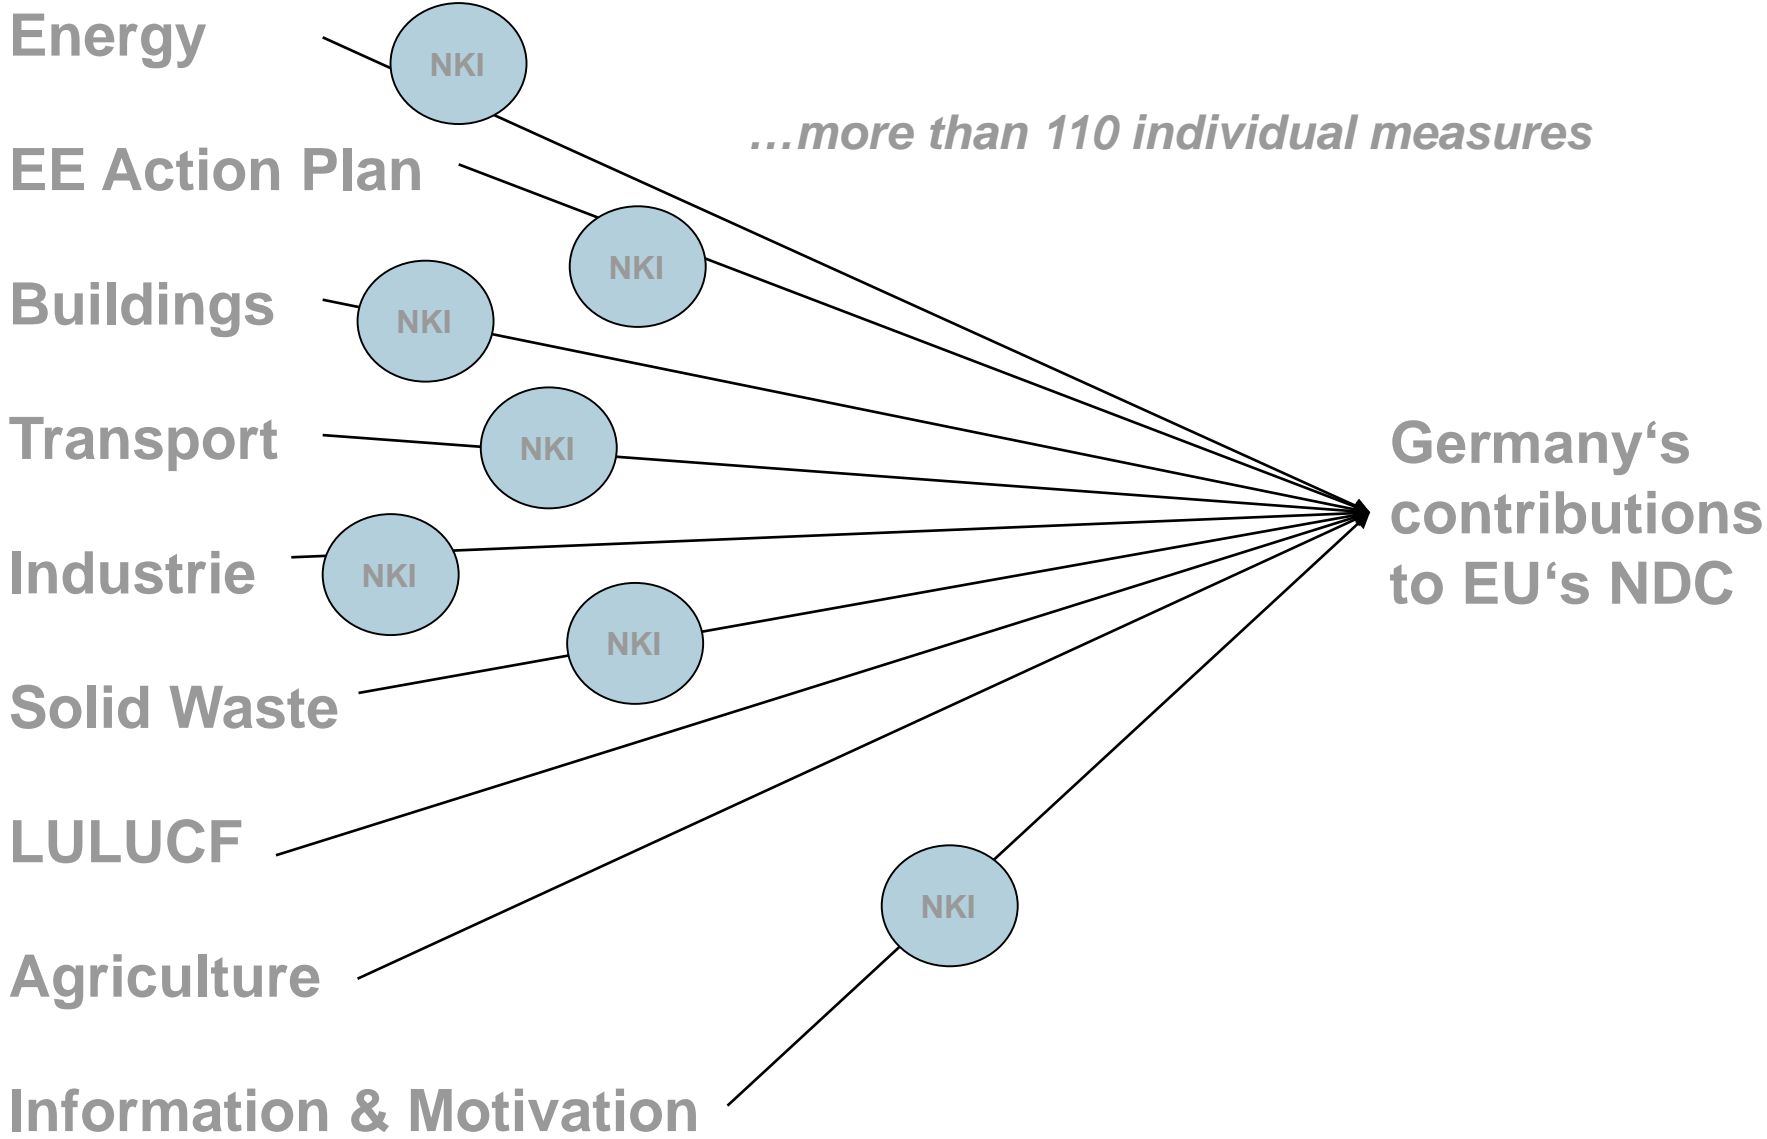 Energy
NKI
…more than 110 individual measures
EE Action Plan
NKI
Buildings
NKI
Transport
NKI
Germany‘s
contributions
to EU‘s NDC
Industrie
NKI
NKI
Solid Waste
LULUCF
NKI
Agriculture
Information & Motivation